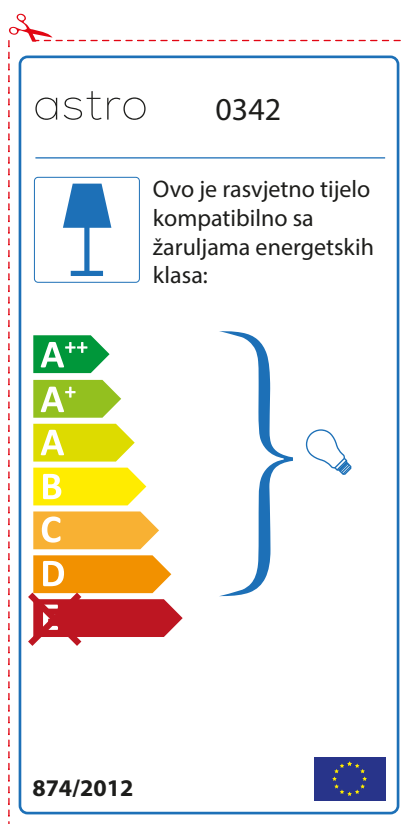 astro 0342
Ovo je rasvjetno tijelo
kompatibilno sa
žaruljama energetskih
klasa:
A++
A+
A
B
C
D
E
874/2012